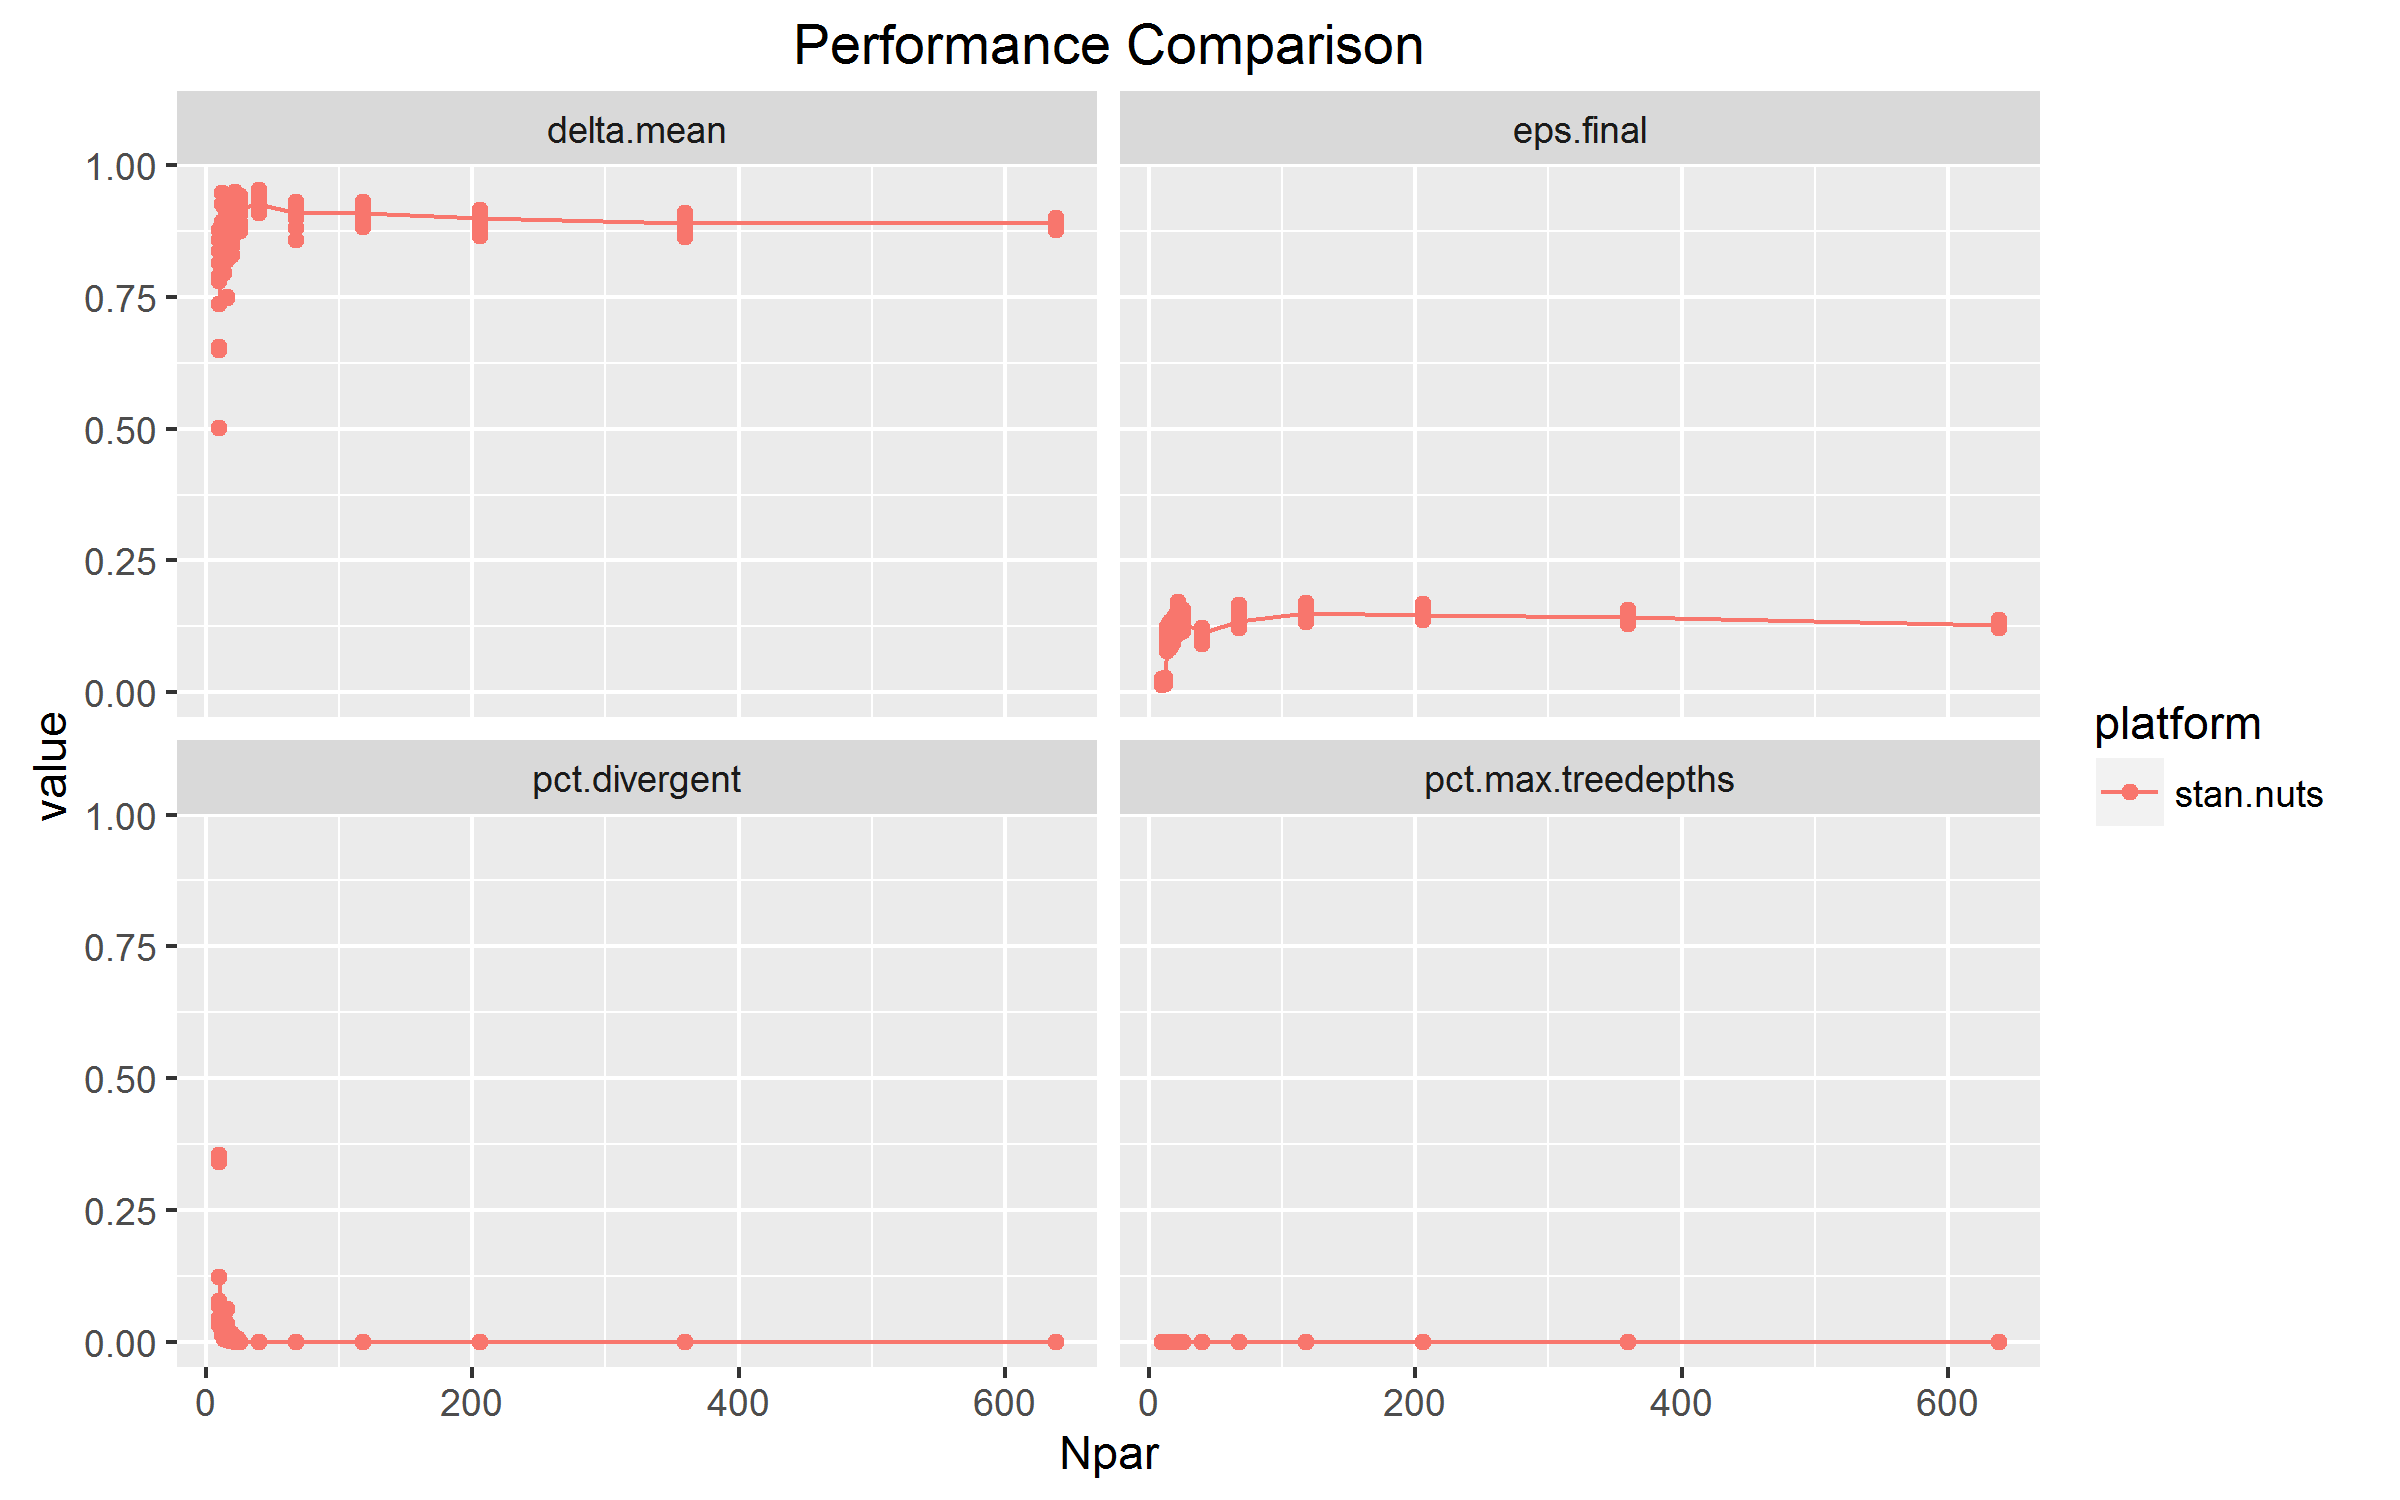 Performance Comparison
delta.mean
eps.final
1.00
0.75
0.50
0.25
0.00
pct.divergent
pct.max.treedepths
1.00
0.75
0.50
0.25
0.00
0 200 400 600
0 200 400 600
Npar
value
platform
stan.nuts